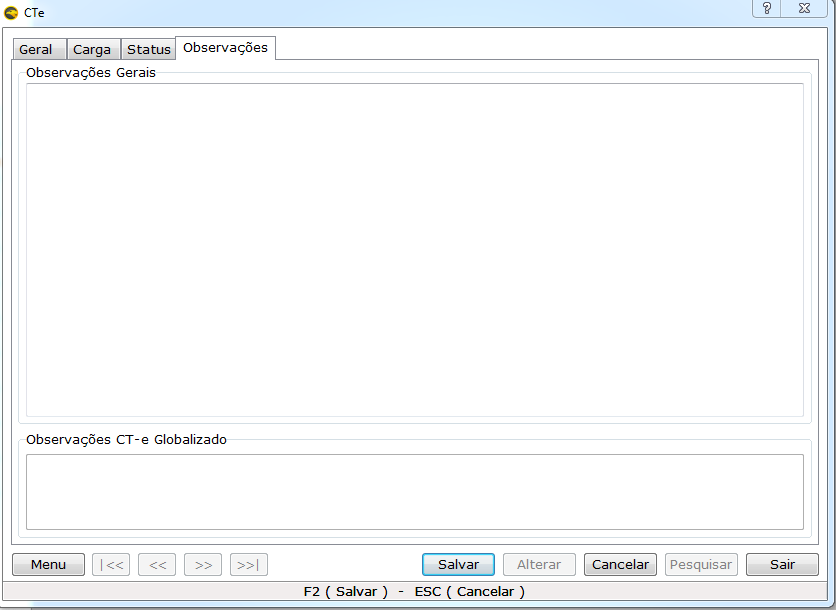 CTe
?
Geral Carga Status Observações
Observações Gerais
Observações CT-e Globalizado
Menu |<< << >> >>| Salvar Alterar Cancelar Pesquisar Sair
F2 ( Salvar ) - ESC ( Cancelar )